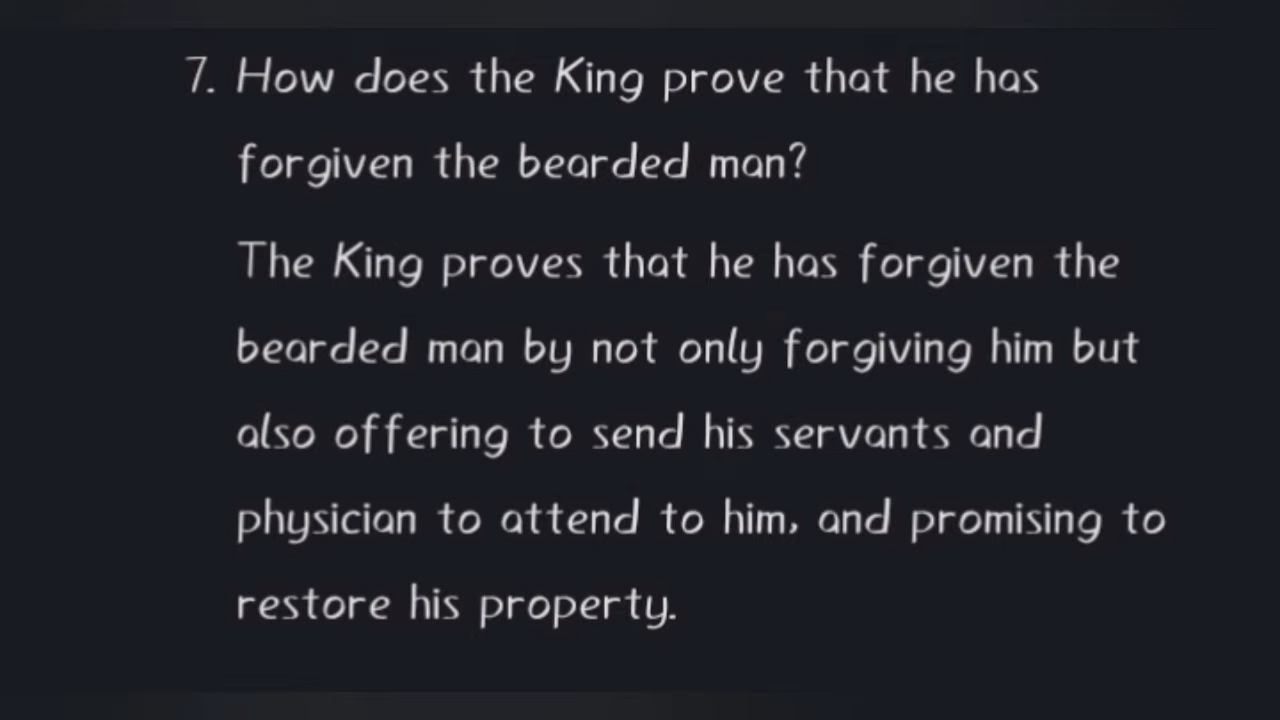 7. How does the King prove that he has
forgiven the bearded man?
The King proves that he has forgiven the
bearded man by not only forgiving him but
also offering to send his servants and
physician to attend to him, and promising to
restore his property.